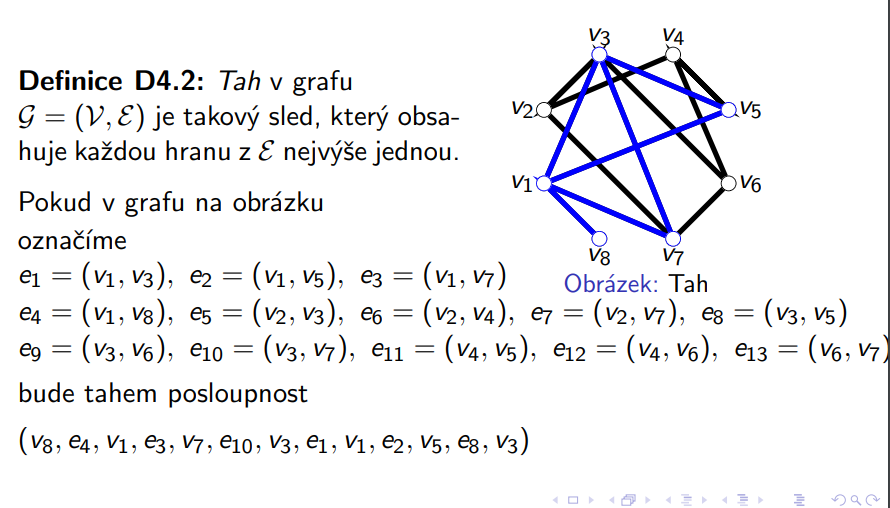 Definice D4.2: Tah v grafu
𝒢 = (𝒱, ℰ) je takový sled, který obsa-
huje každou hranu z ℰ nejvýše jednou.
Pokud v grafu na obrázku
označíme
e₁ = (v₁, v₃), e₂ = (v₁, v₅), e₃ = (v₁, v₇)
v₃ v₄
v₂ v₅
v₁ v₆
v₈ v₇
Obrázek: Tah
e₄ = (v₁, v₈), e₅ = (v₂, v₃), e₆ = (v₂, v₄), e₇ = (v₂, v₇), e₈ = (v₃, v₅)
e₉ = (v₃, v₆), e₁₀ = (v₃, v₇), e₁₁ = (v₄, v₅), e₁₂ = (v₄, v₆), e₁₃ = (v₆, v₇)
bude tahem posloupnost
(v₈, e₄, v₁, e₃, v₇, e₁₀, v₃, e₁, v₁, e₂, v₅, e₈, v₃)